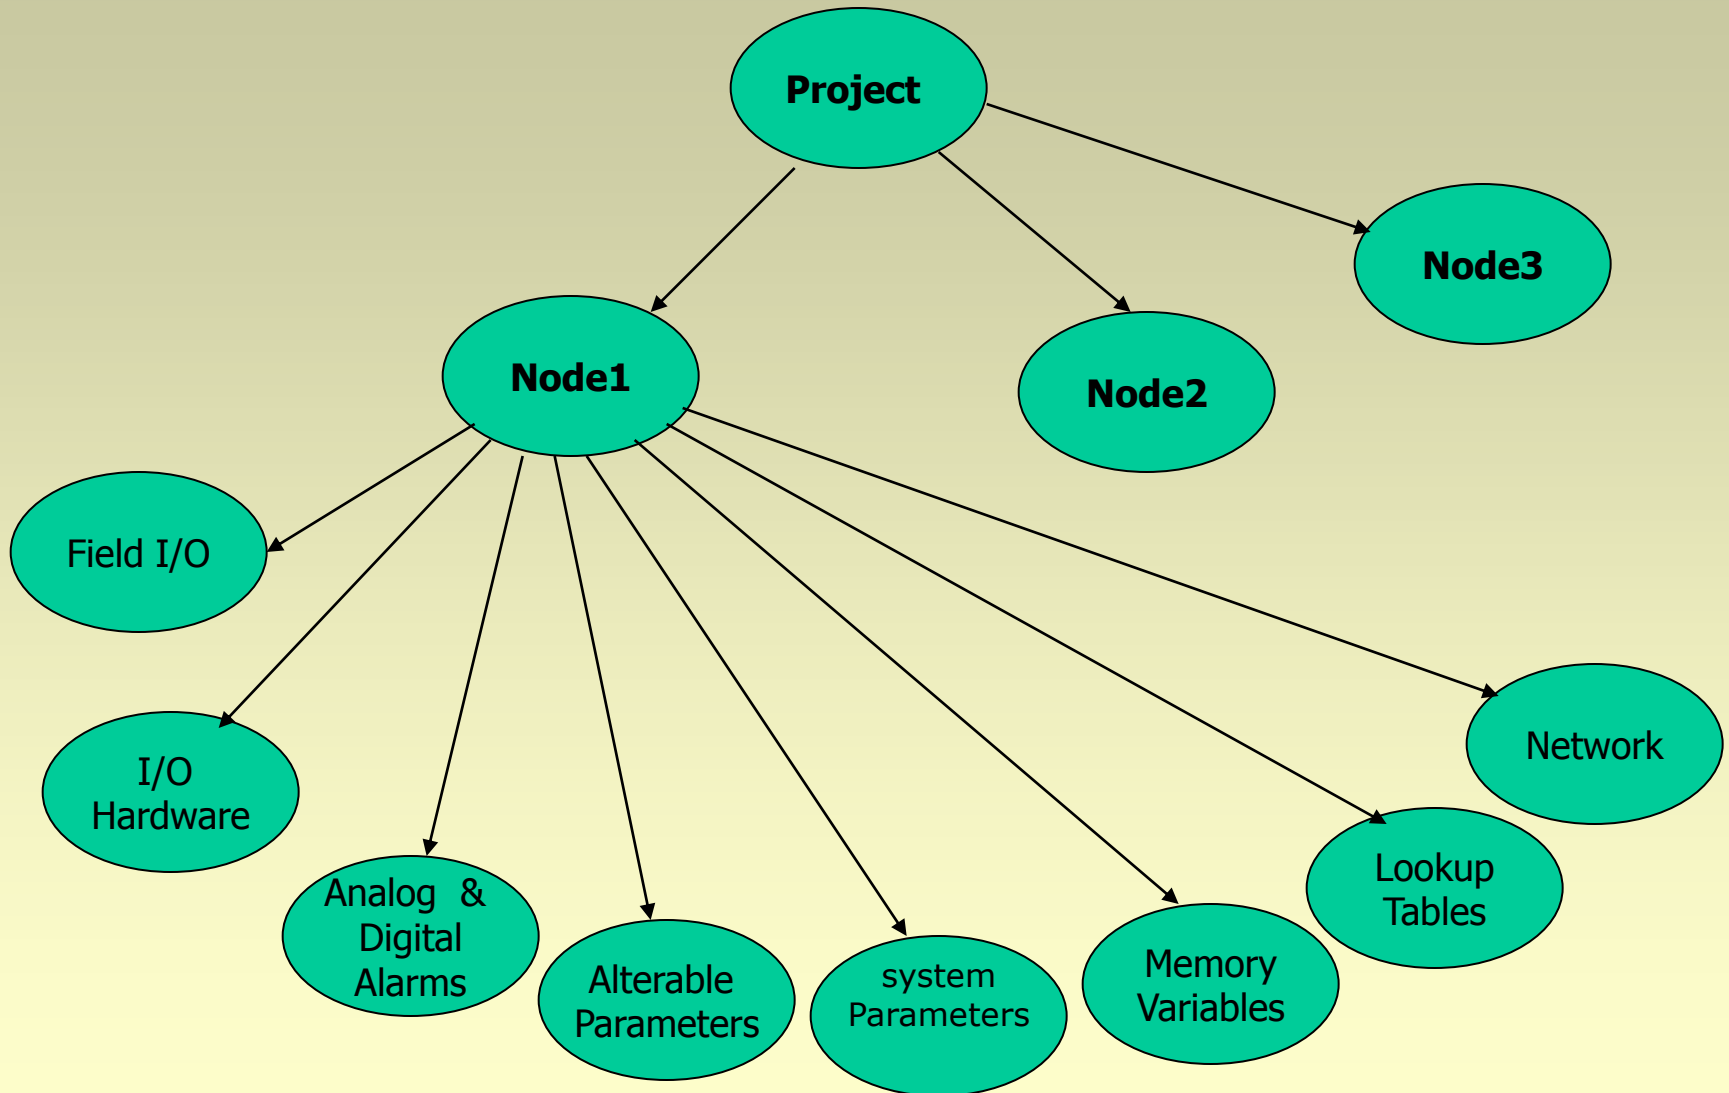 Project
Node3
Node1
Node2
Field I/O
I/O
Hardware
Analog & 
Digital
Alarms
Alterable
Parameters
system
Parameters
Memory
Variables
Lookup
Tables
Network